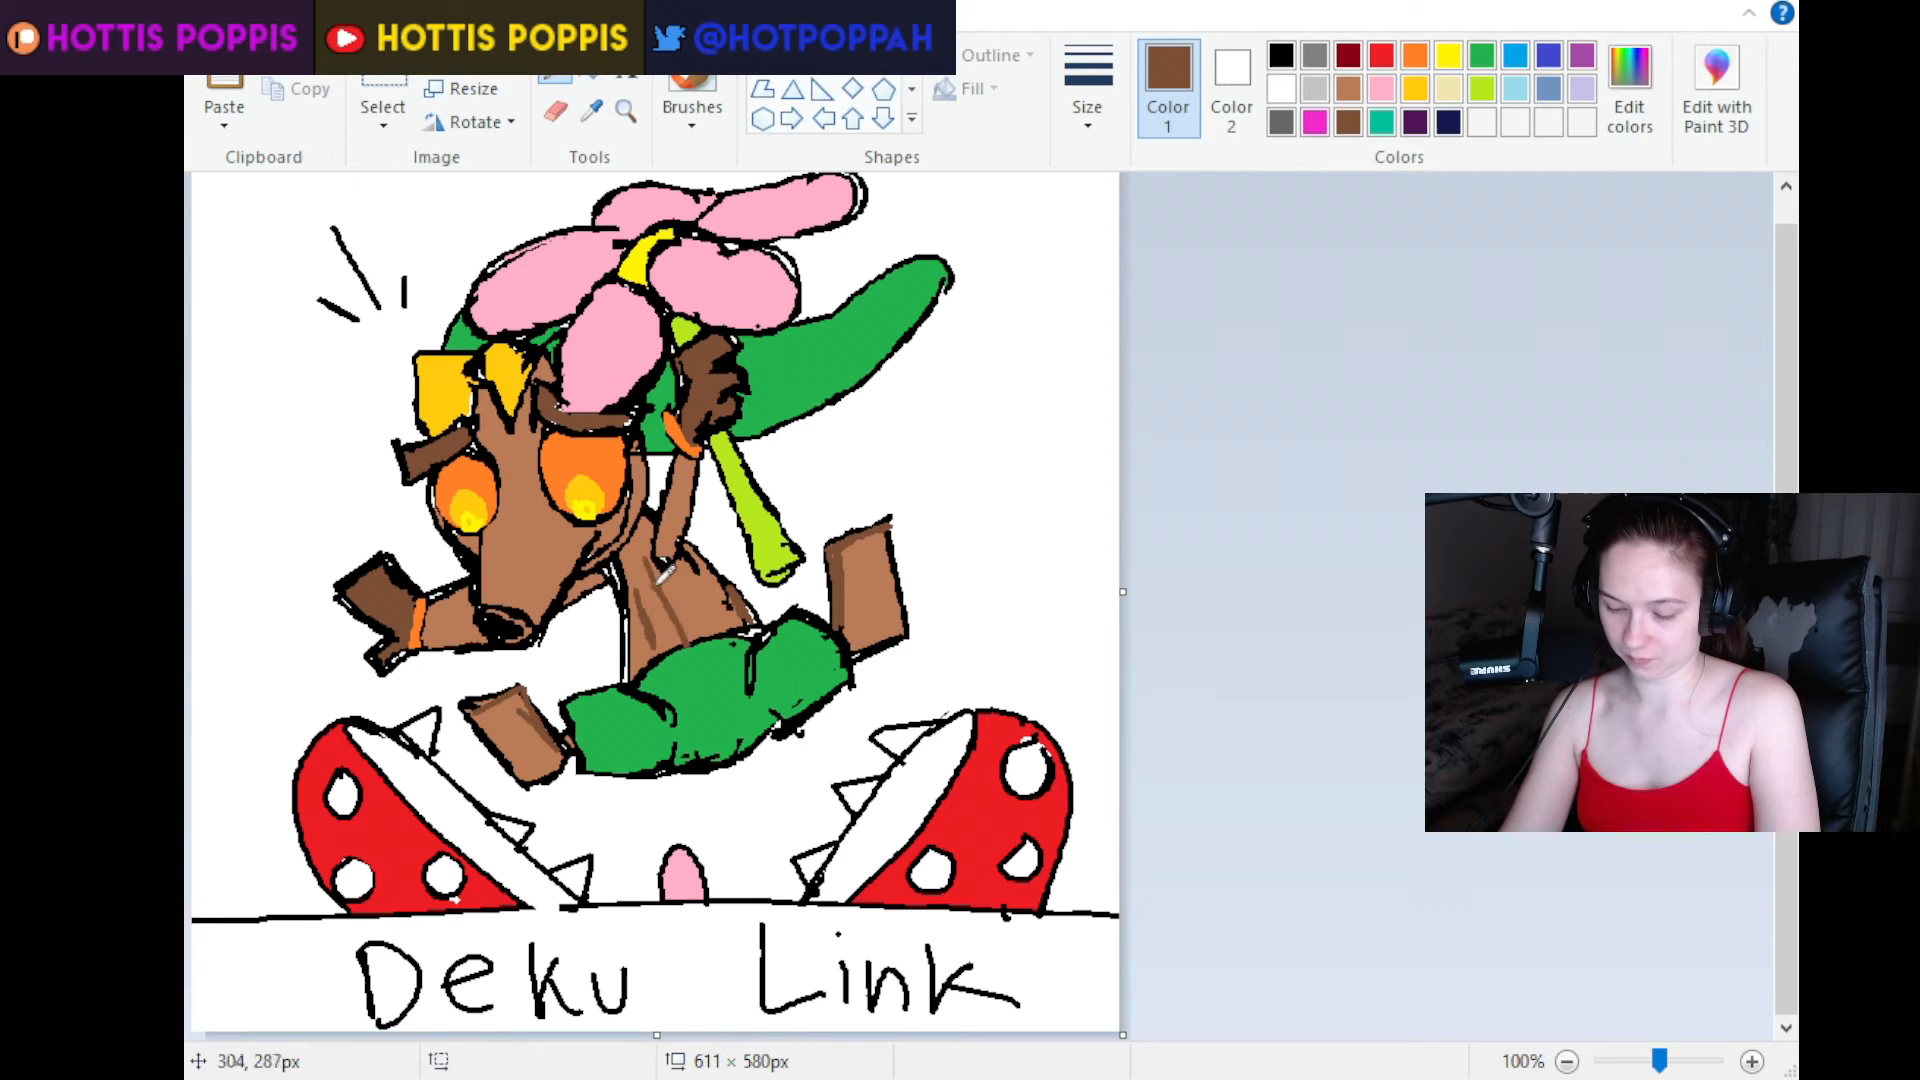 HOTTIS POPPIS
HOTTIS POPPIS
@HOTPOPPAH
Outline
Paste
Copy
Select
Resize
Rotate
Brushes
Fill
Size
Color 1
Color 2
Edit colors
Edit with Paint 3D
Clipboard
Image
Tools
Shapes
Colors
SHURE
Deku Link
304, 287px
611 × 580px
100%